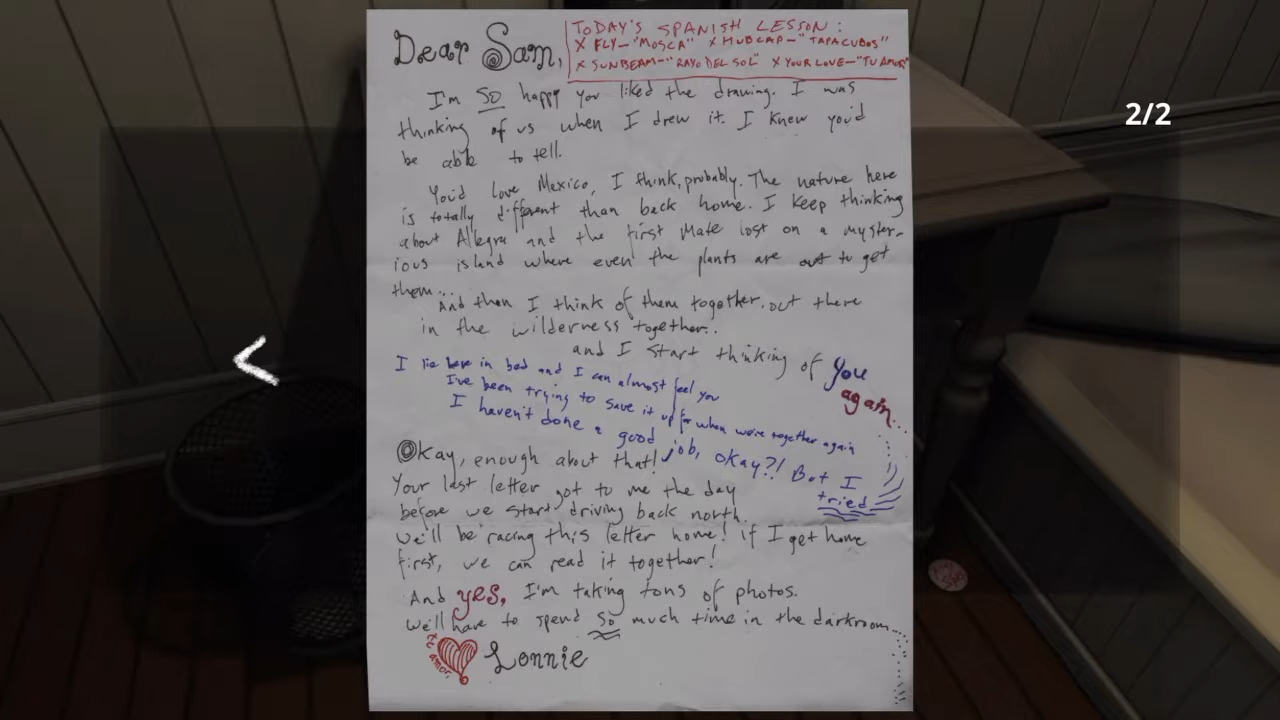 Dear Sam,
TODAY'S SPANISH LESSON:
x FLY-"MOSCA" x HUBCAP-"TAPACUBOS"
x SUNBEAM-"RAYO DEL SOL" x YOUR LOVE-"TU AMOR"
I'm SO happy you liked the drawing. I was
thinking of us when I drew it. I knew you'd
be able to tell.
2/2
You'd love Mexico, I think, probably. The nature here
is totally different than back home. I keep thinking
about Allegra and the First Mate lost on a myster-
ious island where even the plants are out to get
them...
And then I think of them together, out there
in the wilderness together..
and I start thinking of you
again...
I lie here in bed and I can almost feel you
I've been trying to save it up for when we're together again
I haven't done a good job, okay?! But I
tried
Okay, enough about that!
Your last letter got to me the day
before we start driving back north.
We'll be racing this letter home! if I get home
first, we can read it together!
And yes, I'm taking tons of photos.
We'll have to spend So much time in the darkroom...
Lonnie